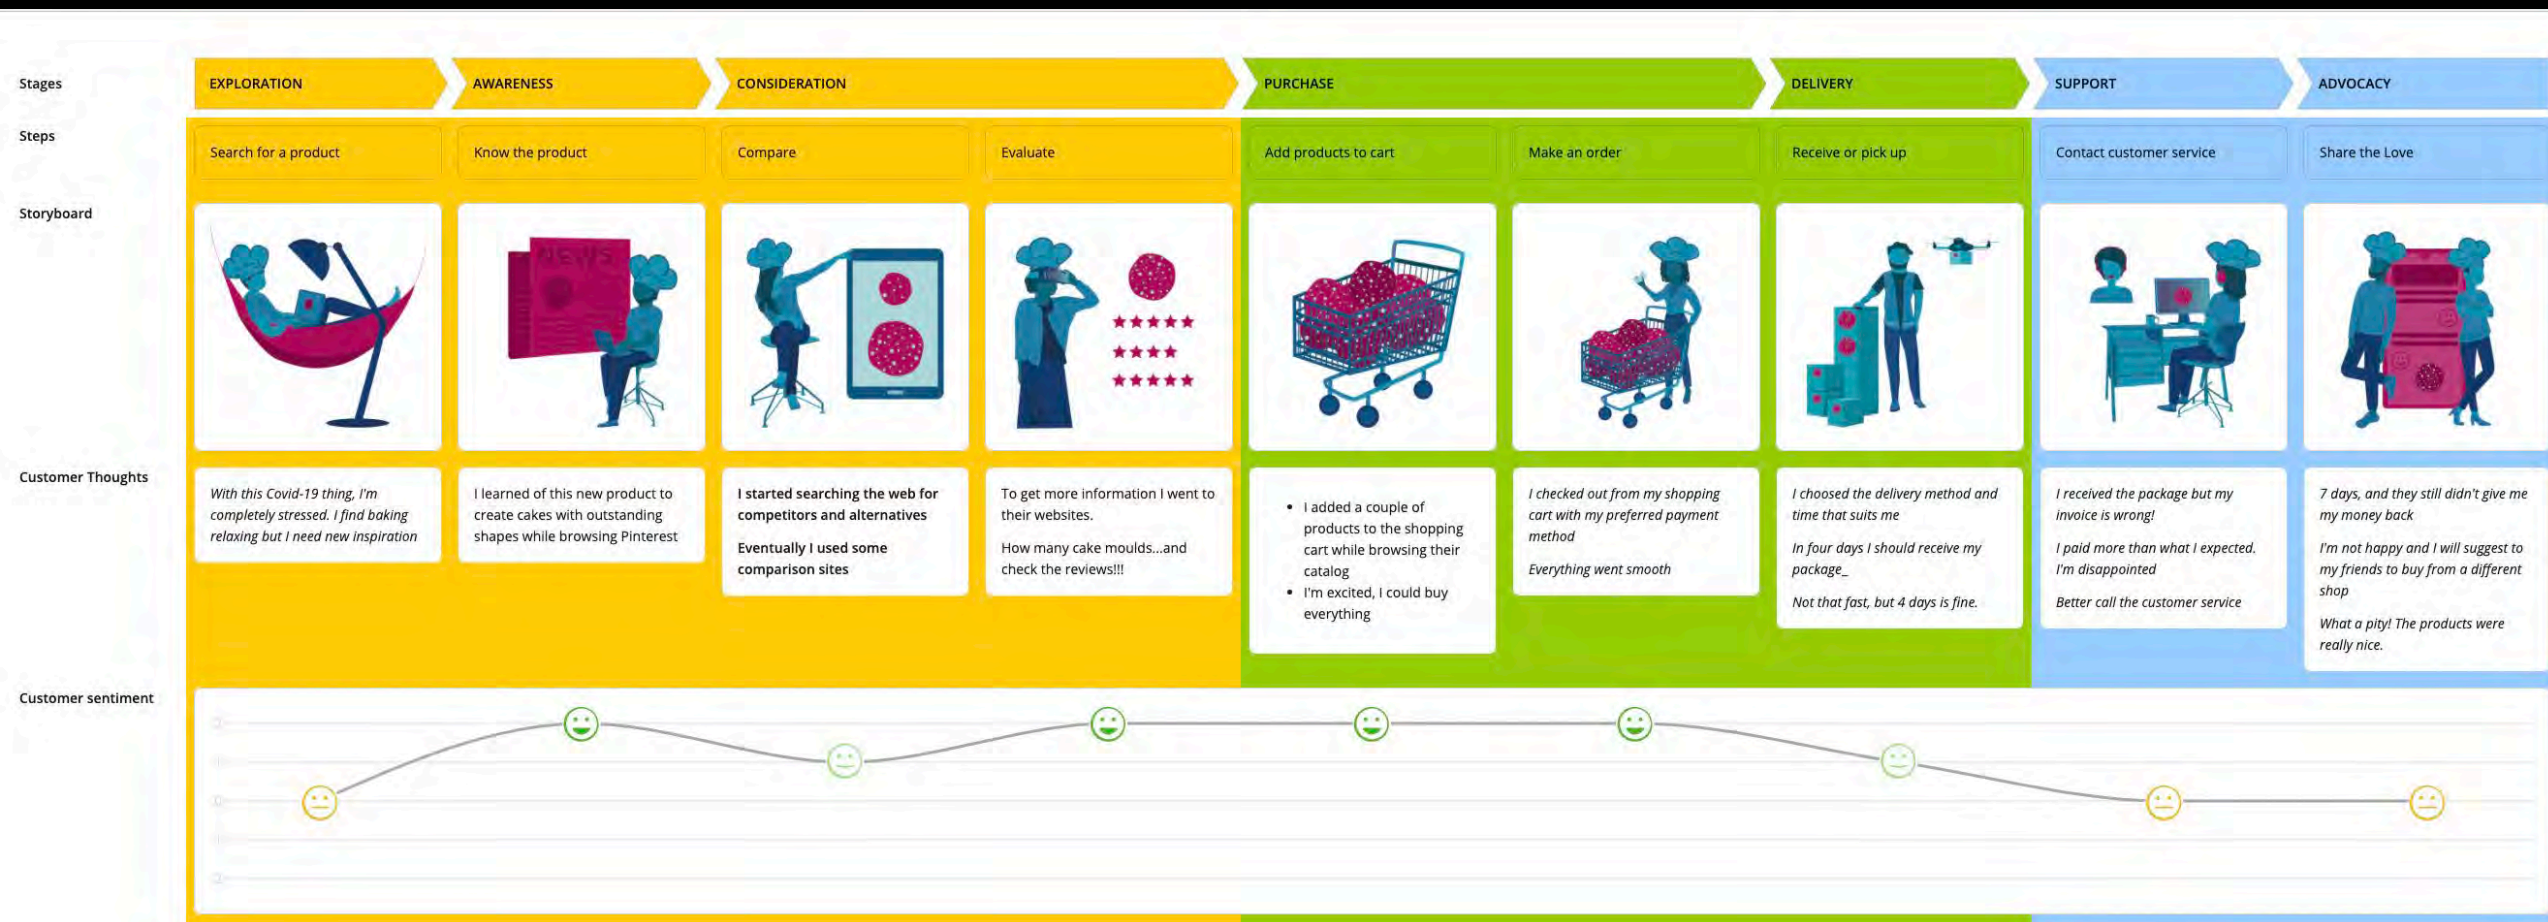 Stages
EXPLORATION
AWARENESS
CONSIDERATION
PURCHASE
DELIVERY
SUPPORT
ADVOCACY
Steps
Search for a product
Know the product
Compare
Evaluate
Add products to cart
Make an order
Receive or pick up
Contact customer service
Share the Love
Storyboard
NEWS
Customer Thoughts
With this Covid-19 thing, I'm
completely stressed. I find baking
relaxing but I need new inspiration
I learned of this new product to
create cakes with outstanding
shapes while browsing Pinterest
I started searching the web for
competitors and alternatives
Eventually I used some
comparison sites
To get more information I went to
their websites.
How many cake moulds...and
check the reviews!!!
• I added a couple of
products to the shopping
cart while browsing their
catalog
• I'm excited, I could buy
everything
I checked out from my shopping
cart with my preferred payment
method
Everything went smooth
I choosed the delivery method and
time that suits me
In four days I should receive my
package_
Not that fast, but 4 days is fine.
I received the package but my
invoice is wrong!
I paid more than what I expected.
I'm disappointed
Better call the customer service
7 days, and they still didn't give me
my money back
I'm not happy and I will suggest to
my friends to buy from a different
shop
What a pity! The products were
really nice.
Customer sentiment